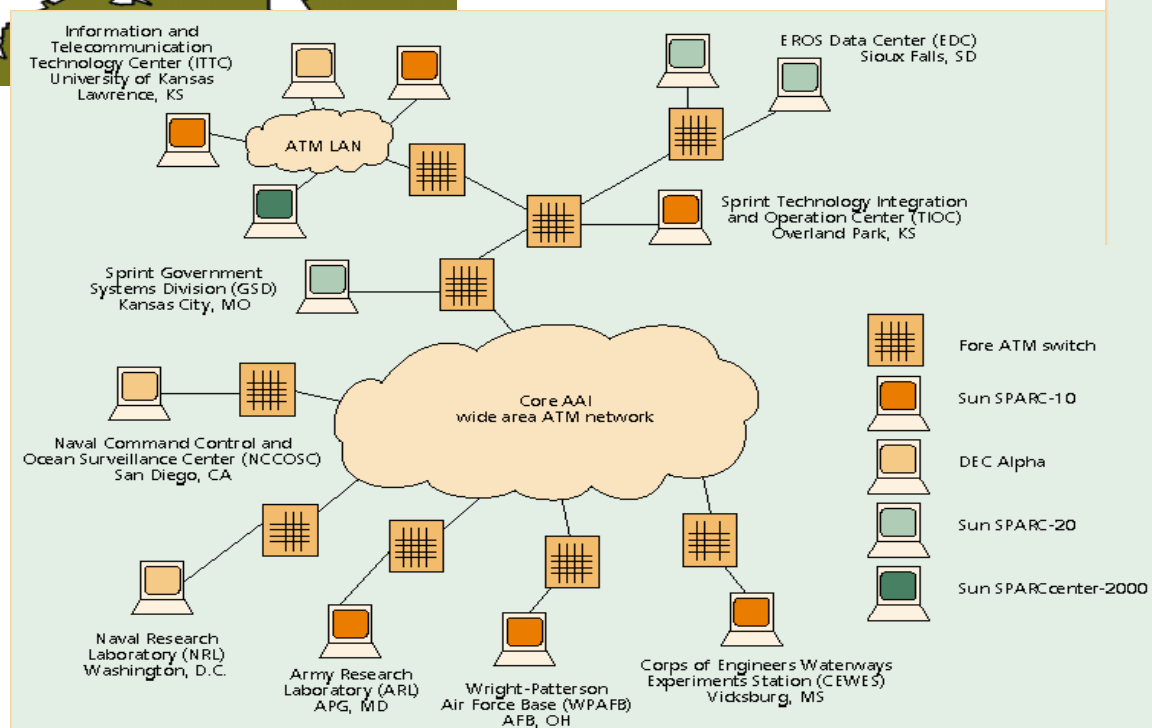 Information and
Telecommunication
Technology Center (ITTC)
University of Kansas
Lawrence, KS
ATM LAN
EROS Data Center (EDC)
Sioux Falls, SD
Sprint Technology Integration
and Operation Center (TIOC)
Overland Park, KS
Sprint Government
Systems Division (GSD)
Kansas City, MO
Core AAI
wide area ATM network
Naval Command Control and
Ocean Surveillance Center (NCCOSC)
San Diego, CA
Naval Research
Laboratory (NRL)
Washington, D.C.
Army Research
Laboratory (ARL)
APG, MD
Wright-Patterson
Air Force Base (WPAFB)
AFB, OH
Corps of Engineers Waterways
Experiments Station (CEWES)
Vicksburg, MS
Fore ATM switch
Sun SPARC-10
DEC Alpha
Sun SPARC-20
Sun SPARCcenter-2000